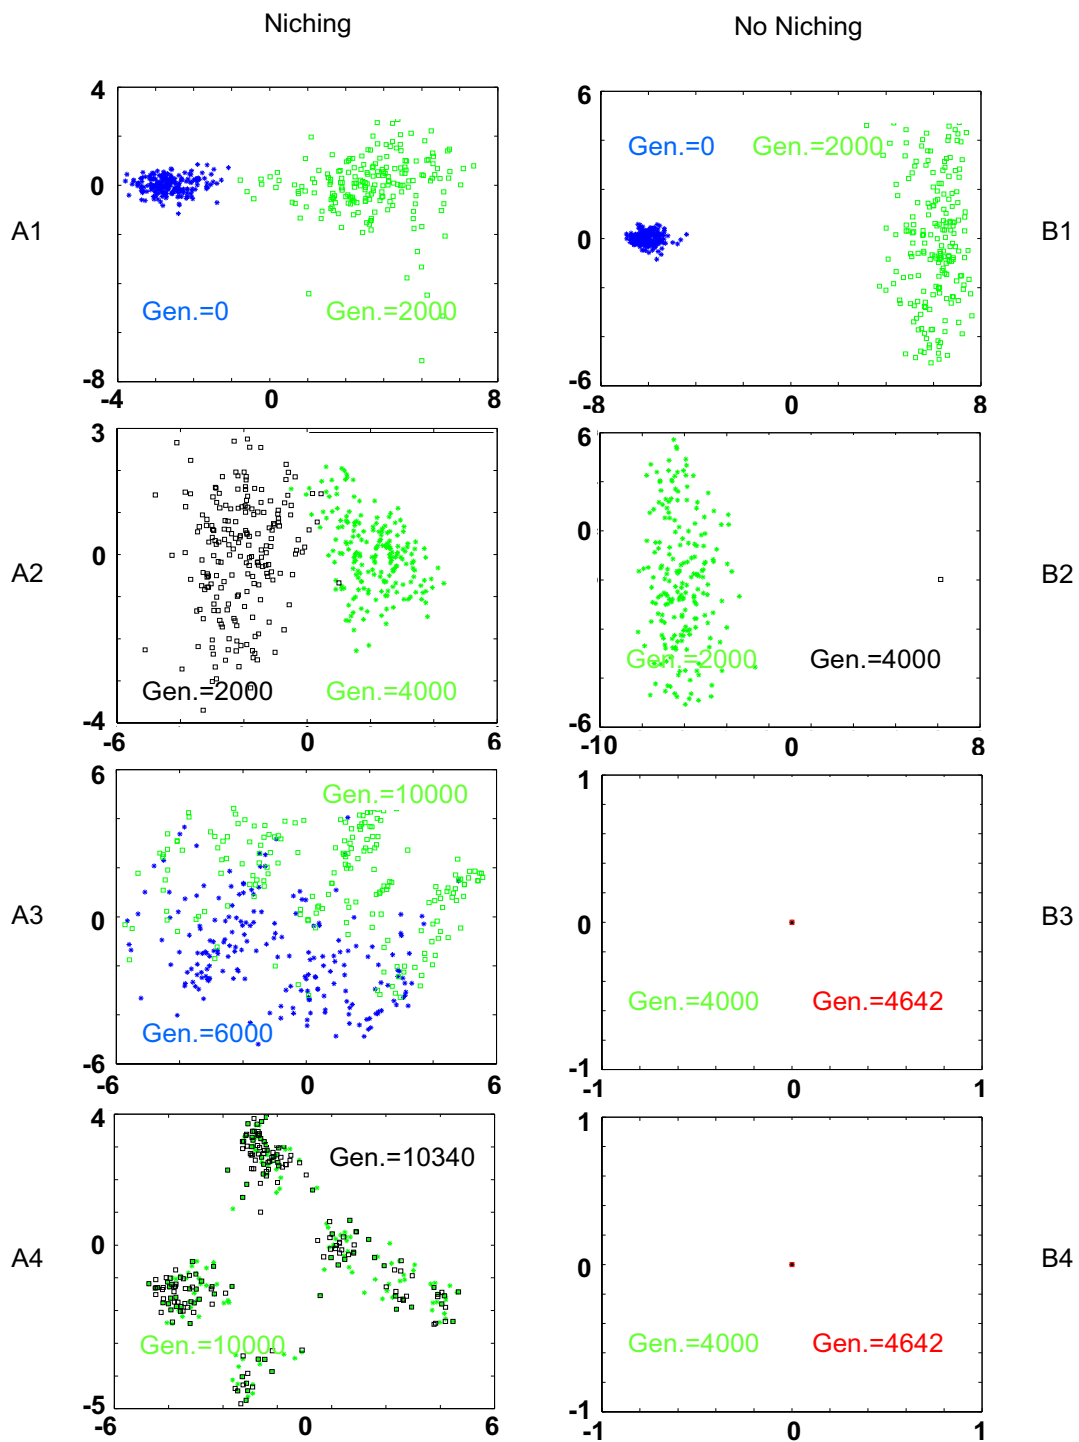 Niching
No Niching
A1
4
0
-8
-4
0
8
Gen.=0
Gen.=2000
B1
6
0
-6
-8
0
8
Gen.=0
Gen.=2000
A2
3
0
-4
-6
0
6
Gen.=2000
Gen.=4000
B2
6
0
-6
-10
0
8
Gen.=2000
Gen.=4000
A3
6
0
-6
-6
0
6
Gen.=10000
Gen.=6000
B3
1
0
-1
-1
0
1
Gen.=4000
Gen.=4642
A4
4
0
-5
-6
0
6
Gen.=10340
Gen.=10000
B4
1
0
-1
-1
0
1
Gen.=4000
Gen.=4642